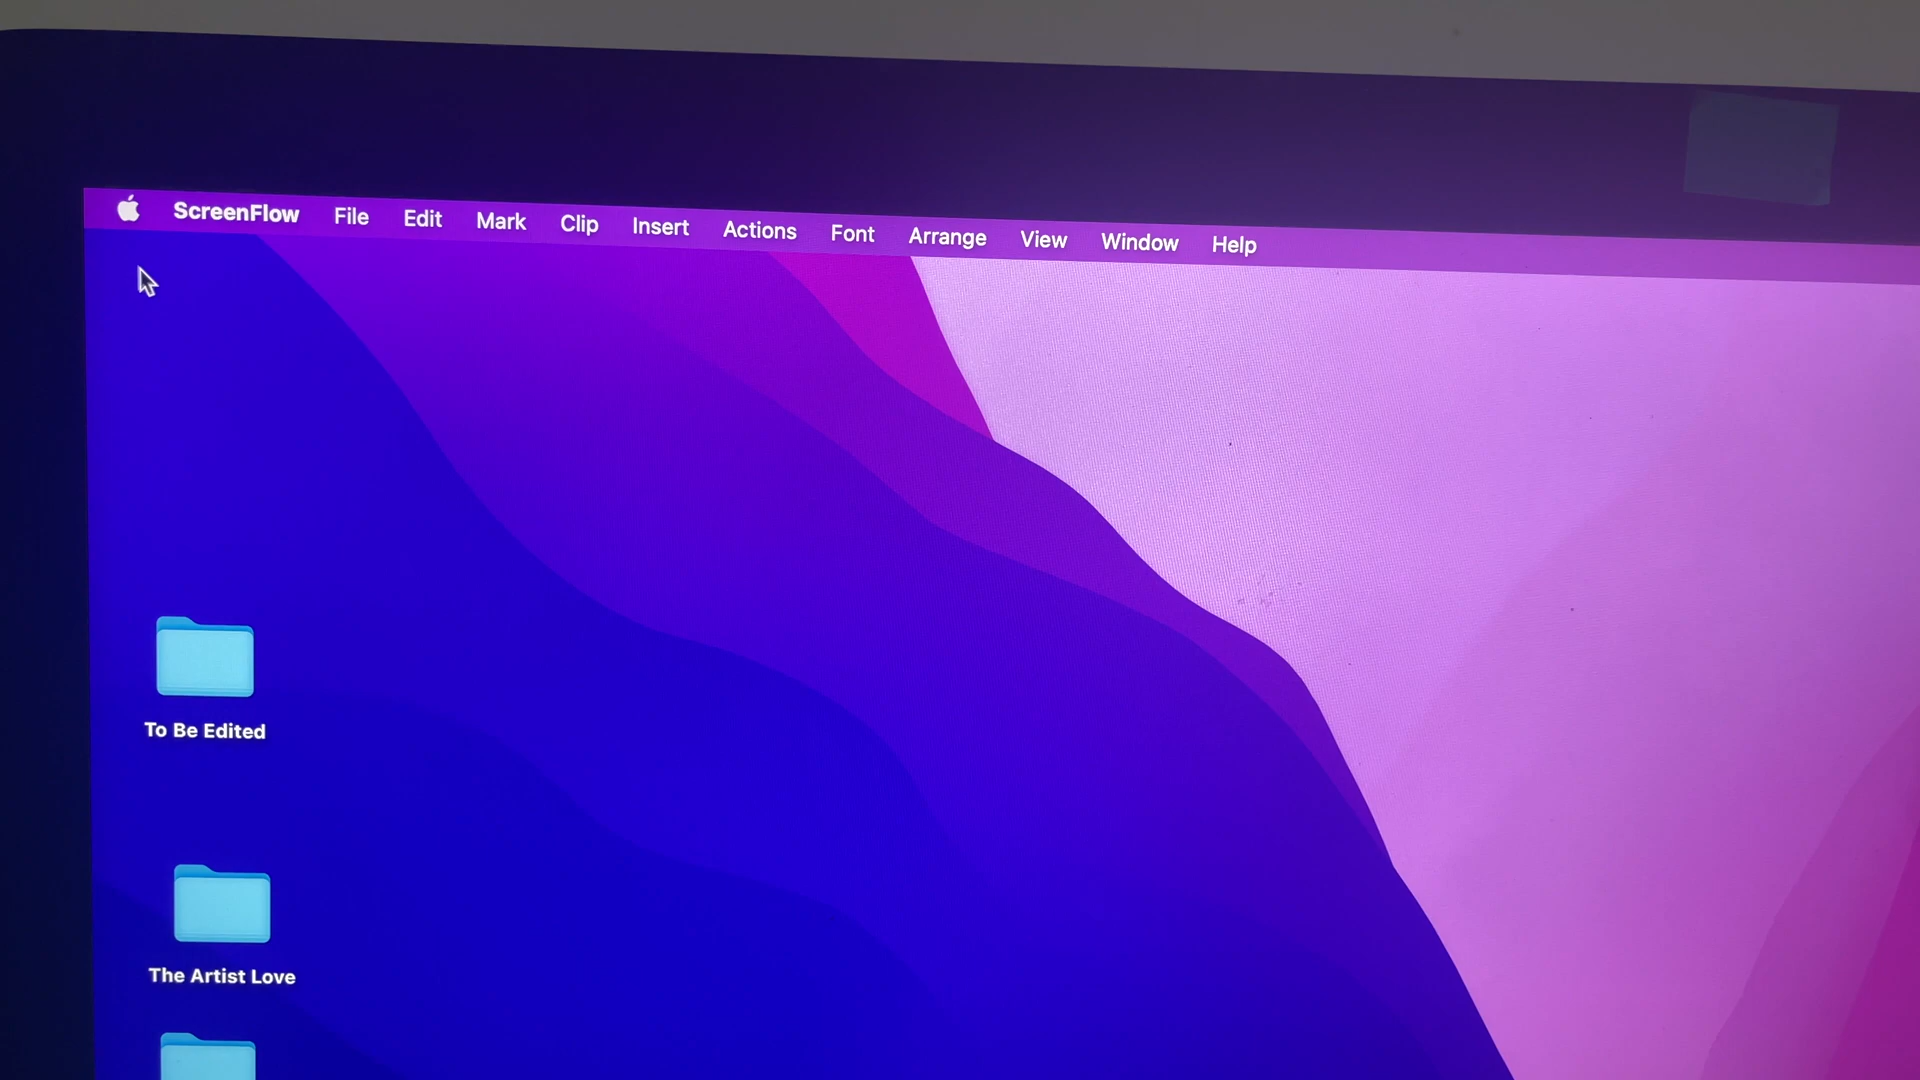 ScreenFlow File Edit Mark Clip Insert Actions Font Arrange View Window Help
To Be Edited
The Artist Love